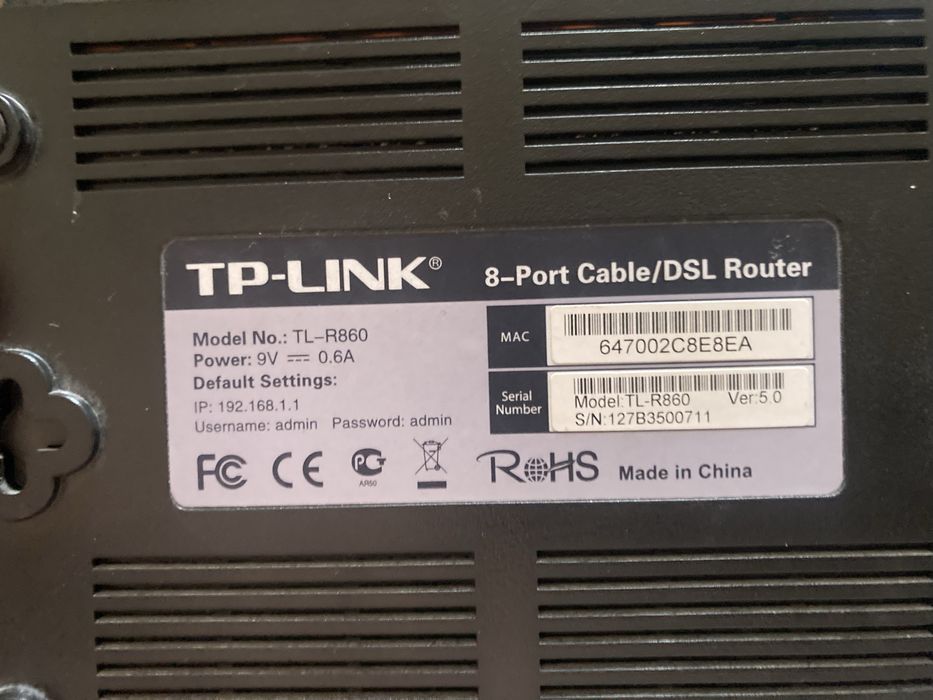 TP-LINK®
8-Port Cable/DSL Router
Model No.: TL-R860
Power: 9V ⎓ 0.6A
Default Settings:
IP: 192.168.1.1
Username: admin Password: admin
MAC
647002C8E8EA
Serial
Number
Model:TL-R860 Ver:5.0
S/N:127B3500711
FC CE PCT
AR50
RoHS Made in China